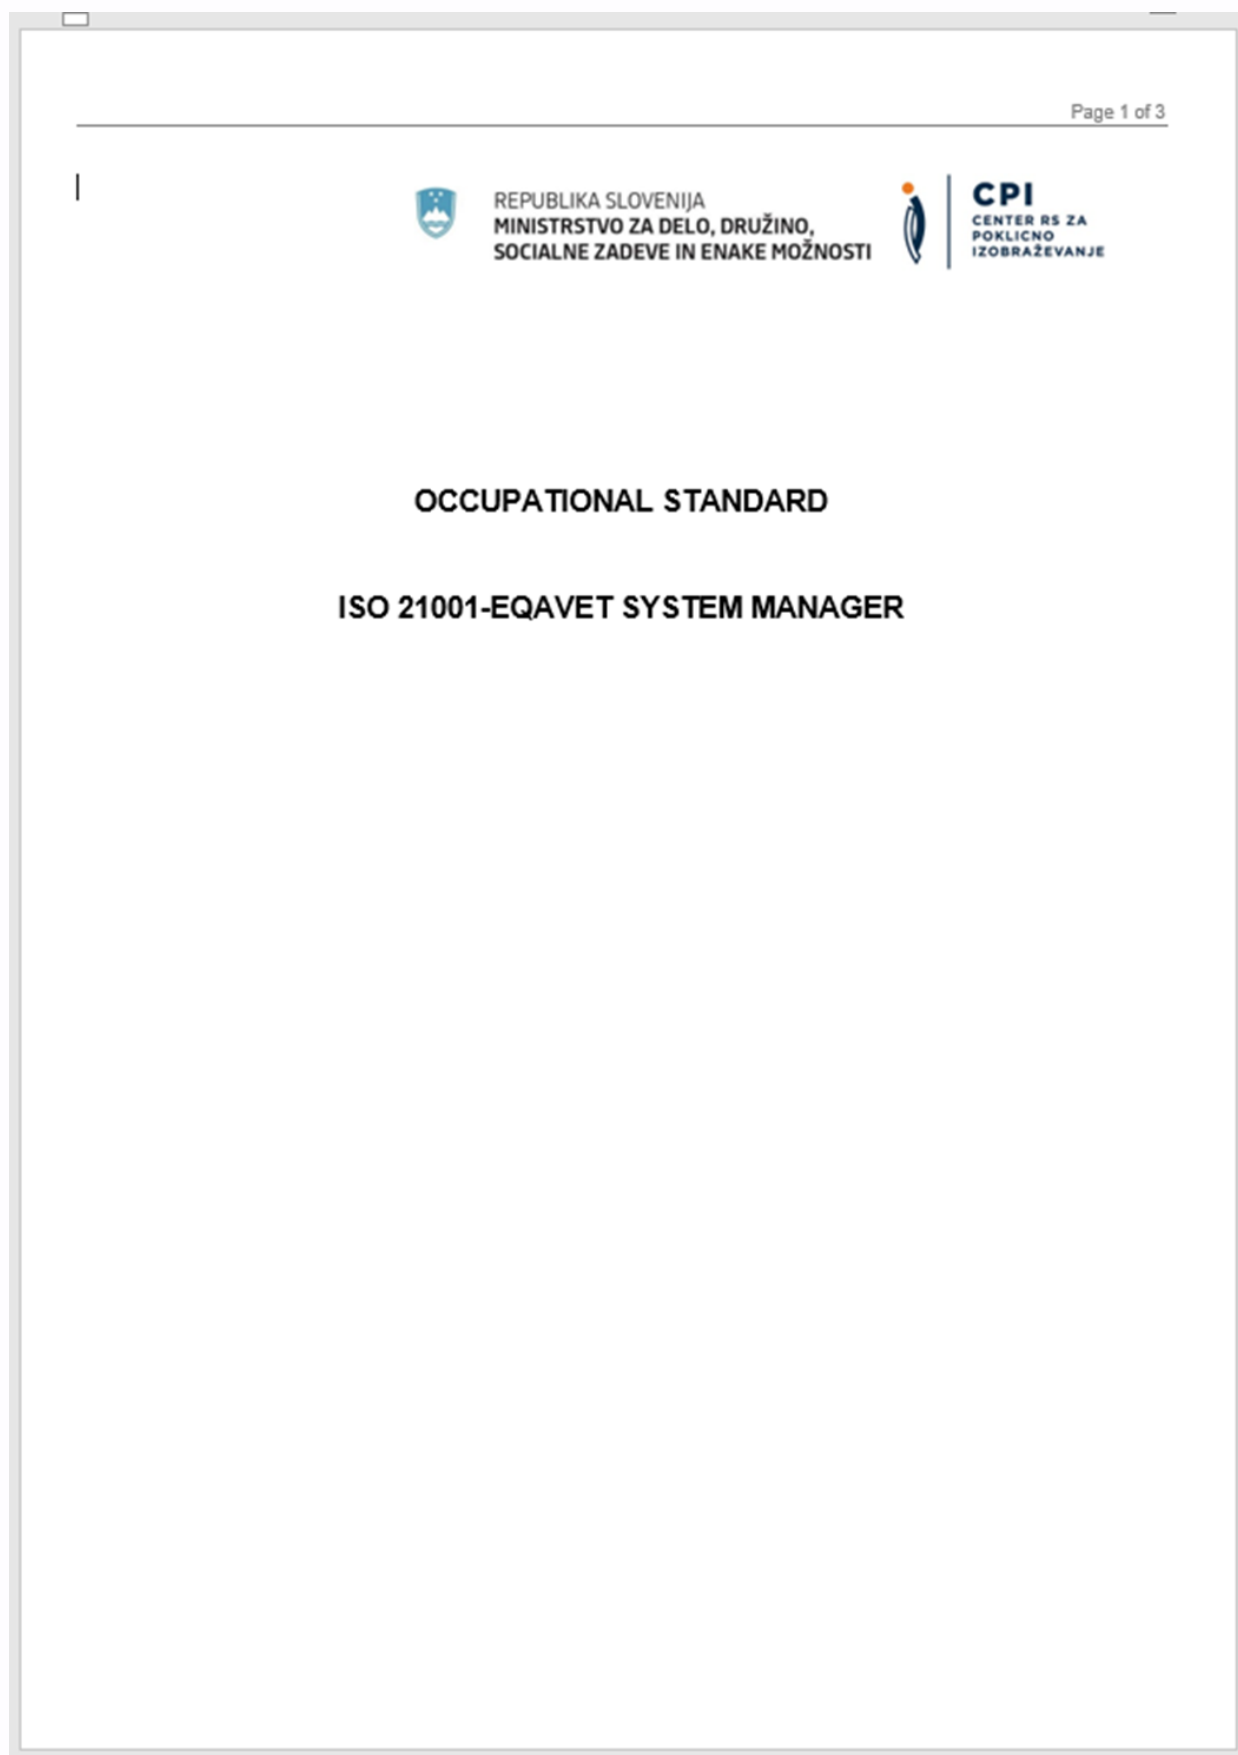 Page 1 of 3
REPUBLIKA SLOVENIJA
MINISTRSTVO ZA DELO, DRUŽINO,
SOCIALNE ZADEVE IN ENAKE MOŽNOSTI
CPI
CENTER RS ZA
POKLICNO
IZOBRAŽEVANJE
OCCUPATIONAL STANDARD
ISO 21001-EQAVET SYSTEM MANAGER